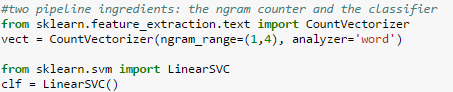 #two pipeline ingredients: the ngram counter and the classifier
from sklearn.feature_extraction.text import CountVectorizer
vect = CountVectorizer(ngram_range=(1,4), analyzer='word')
from sklearn.svm import LinearSVC
clf = LinearSVC()